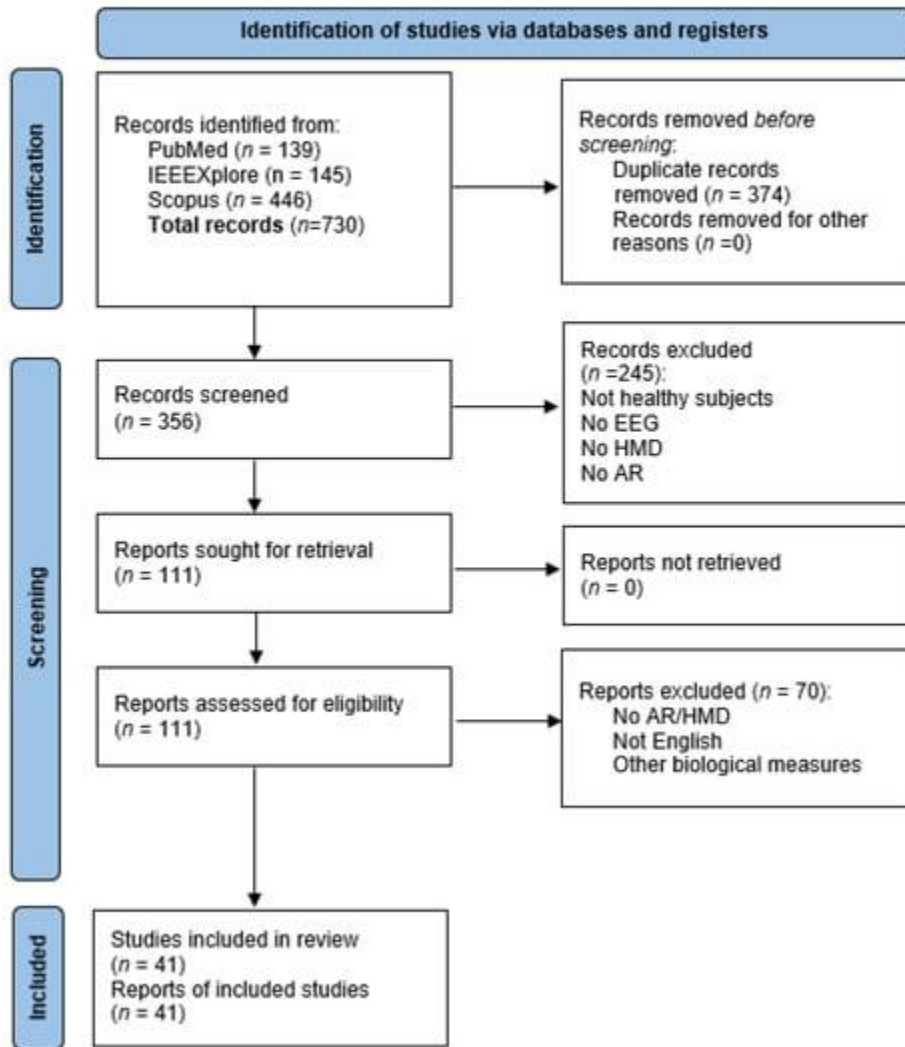 Identification of studies via databases and registers
Identification
Records identified from:
PubMed (n = 139)
IEEEXplore (n = 145)
Scopus (n = 446)
Total records (n=730)
Records removed before
screening:
Duplicate records
removed (n = 374)
Records removed for other
reasons (n =0)
Screening
Records screened
(n = 356)
Records excluded
(n =245):
Not healthy subjects
No EEG
No HMD
No AR
Reports sought for retrieval
(n = 111)
Reports not retrieved
(n = 0)
Reports assessed for eligibility
(n = 111)
Reports excluded (n = 70):
No AR/HMD
Not English
Other biological measures
Included
Studies included in review
(n = 41)
Reports of included studies
(n = 41)